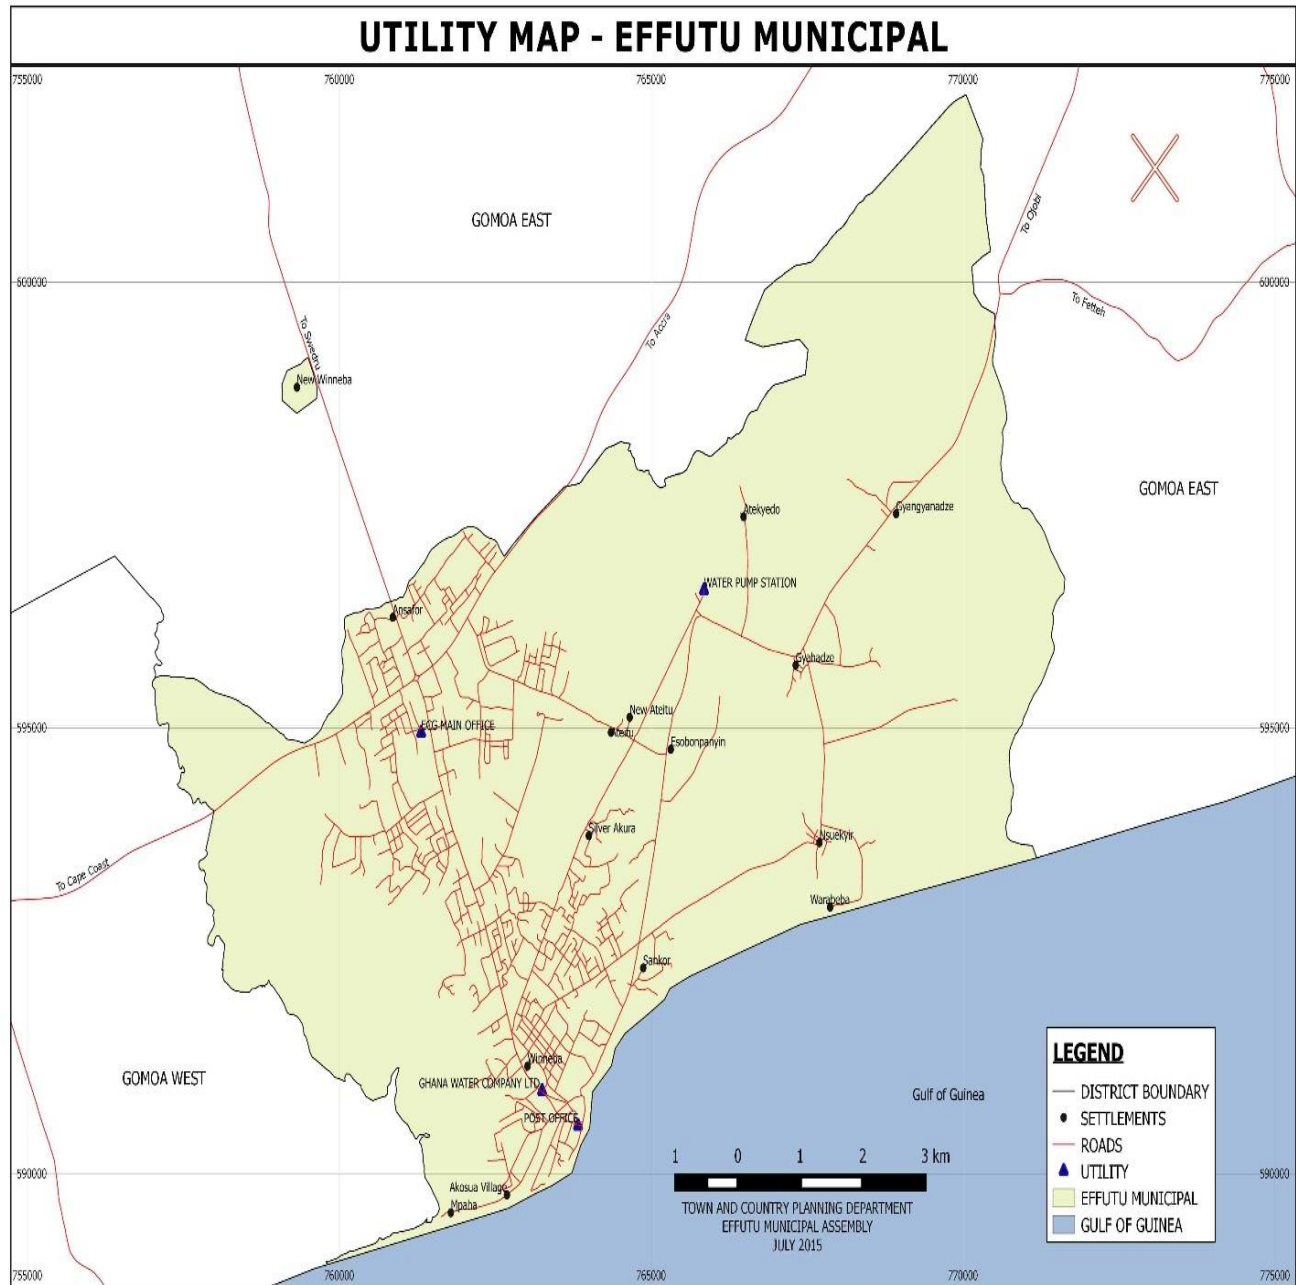 UTILITY MAP - EFFUTU MUNICIPAL
755000
760000
765000
770000
775000
GOMOA EAST
To Ojobi
600000
600000
To Fetteh
To Swedru
To Accra
New Winneba
GOMOA EAST
Atekyedo
Gyangyanadze
WATER PUMP STATION
Ansafor
Gyahadze
New Ateitu
595000
ECG MAIN OFFICE
Ateitu
595000
Esobonpanyin
Silver Akura
Nsuekyir
To Cape Coast
Warabeba
Sankor
Winneba
GOMOA WEST
GHANA WATER COMPANY LTD
Gulf of Guinea
POST OFFICE
LEGEND
DISTRICT BOUNDARY
SETTLEMENTS
ROADS
UTILITY
EFFUTU MUNICIPAL
GULF OF GUINEA
1 0 1 2 3 km
TOWN AND COUNTRY PLANNING DEPARTMENT
EFFUTU MUNICIPAL ASSEMBLY
JULY 2015
590000
590000
Akosua Village
Mpaba
755000
760000
765000
770000
775000